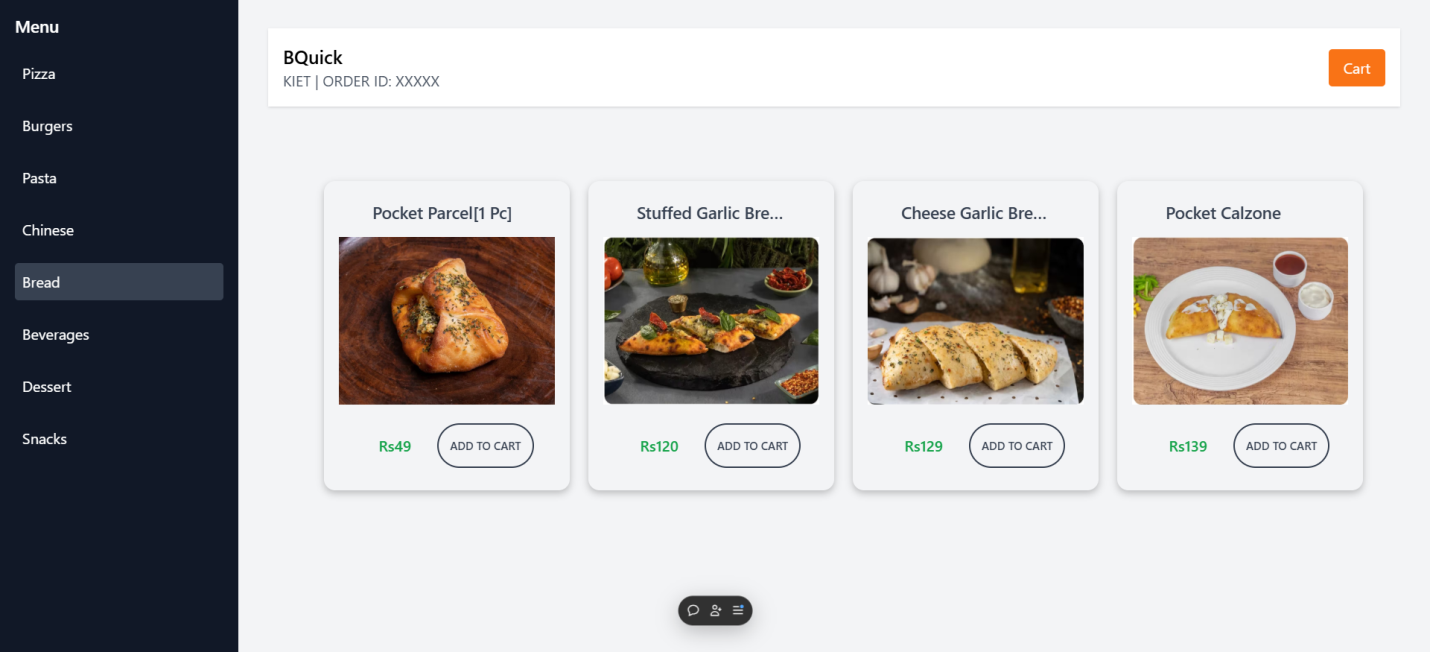 Menu
Pizza
Burgers
Pasta
Chinese
Bread
Beverages
Dessert
Snacks
BQuick
KIET | ORDER ID: XXXXX
Cart
Pocket Parcel[1 Pc]
Rs49
ADD TO CART
Stuffed Garlic Bre...
Rs120
ADD TO CART
Cheese Garlic Bre...
Rs129
ADD TO CART
Pocket Calzone
Rs139
ADD TO CART